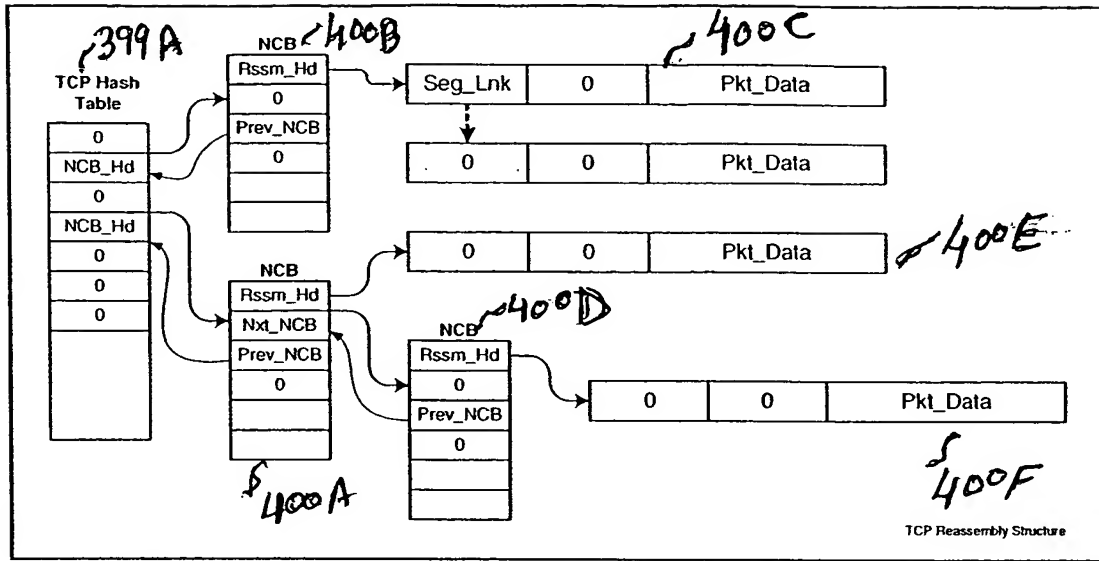 399A
TCP Hash
Table
0
NCB_Hd
0
NCB_Hd
0
0
0
NCB
400B
Rssm_Hd
0
Prev_NCB
0
400C
Seg_Lnk 0 Pkt_Data
0 0 Pkt_Data
0 0 Pkt_Data
400E
NCB
Rssm_Hd
Nxt_NCB
Prev_NCB
0
400A
NCB
400D
Rssm_Hd
0
Prev_NCB
0
0 0 Pkt_Data
400F
TCP Reassembly Structure